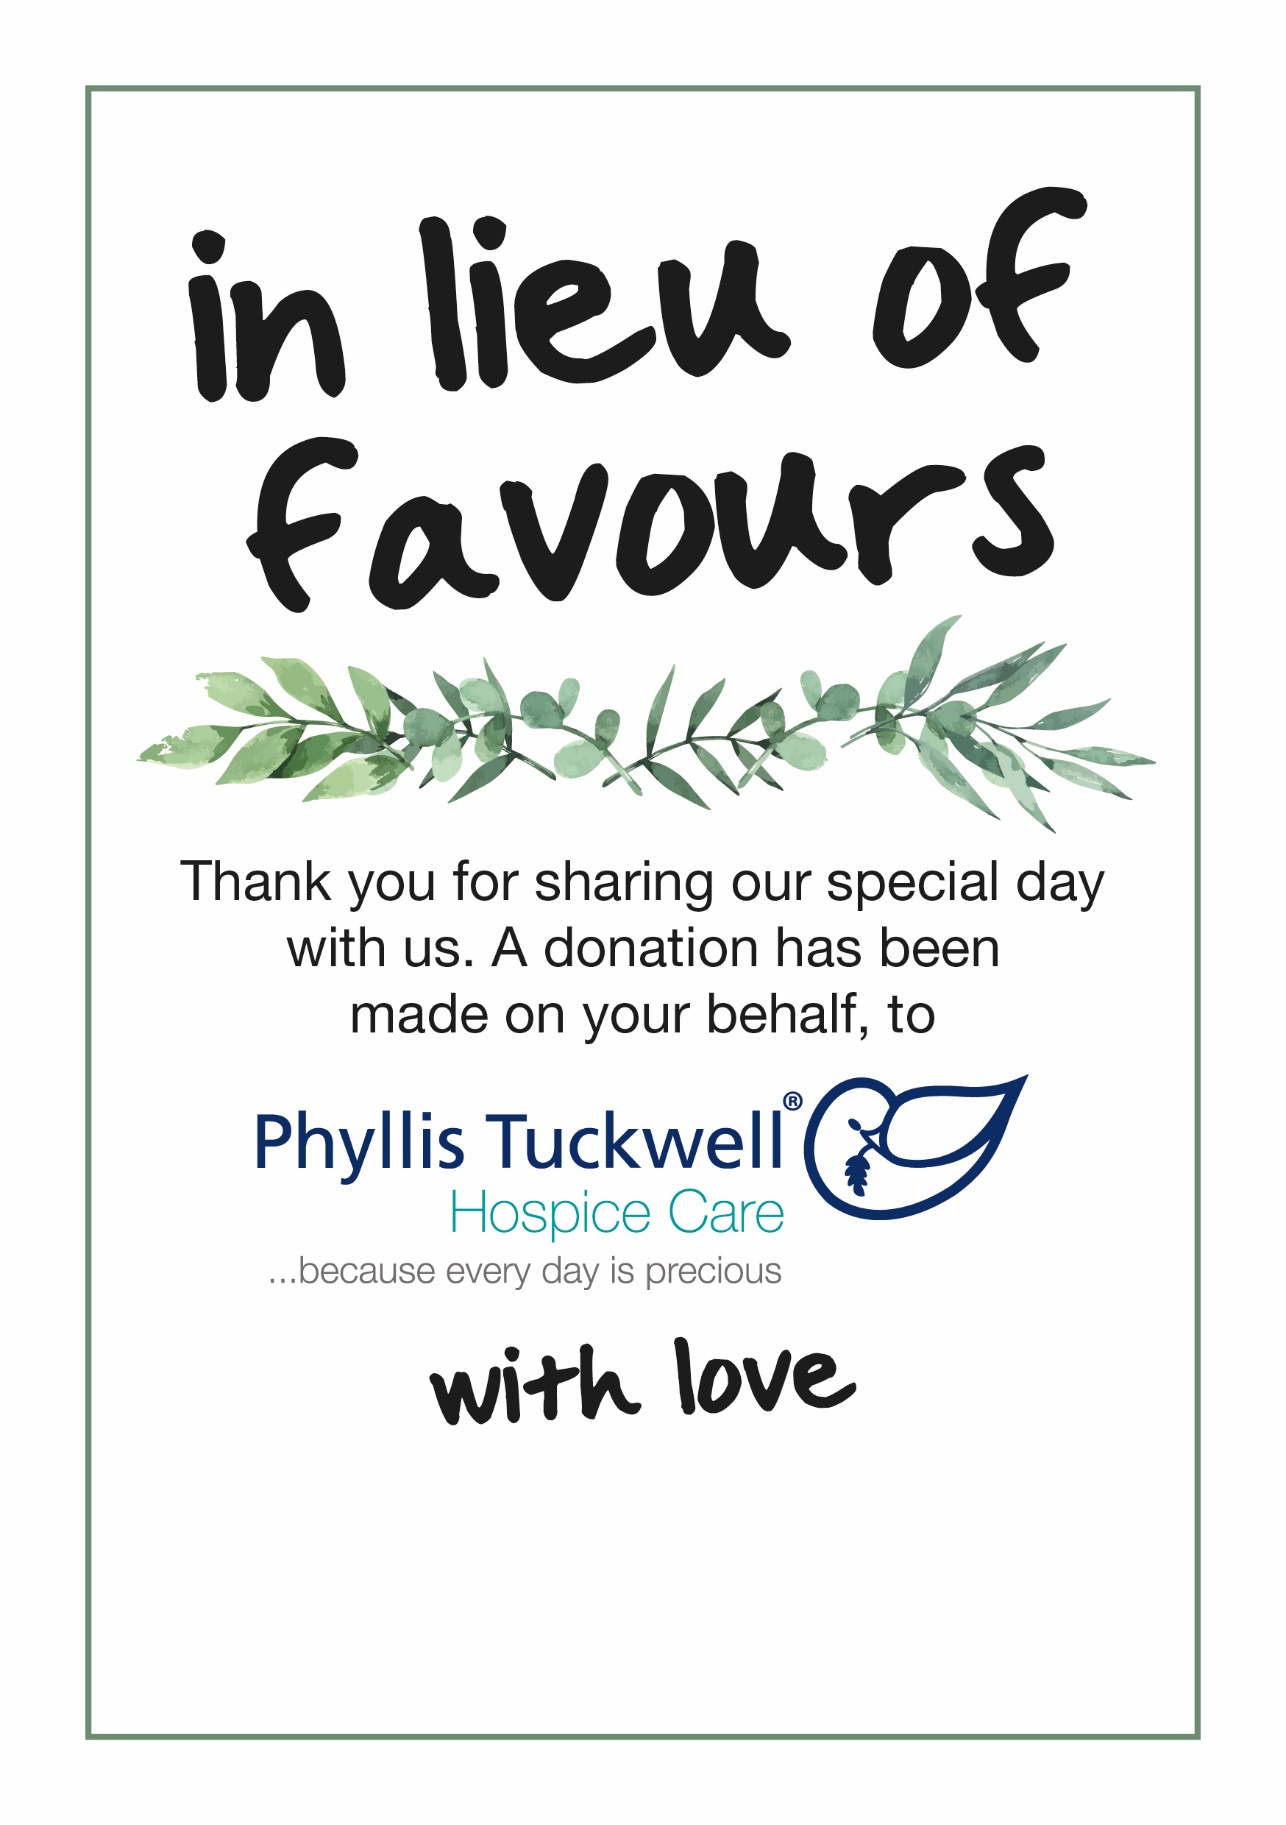 in lieu of
favours
Thank you for sharing our special day
with us. A donation has been
made on your behalf, to
Phyllis Tuckwell®
Hospice Care
...because every day is precious
with love